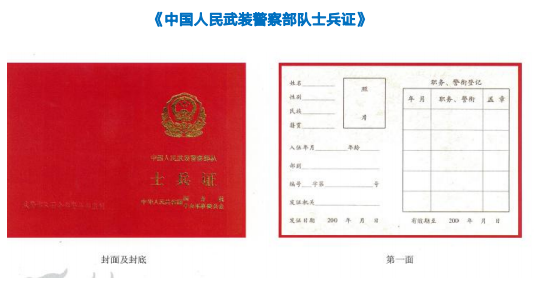 《中国人民武装警察部队士兵证》
中国人民武装警察部队
士兵证
姓名
性别
民族
籍贯
照
片
入伍年月 年龄
部别
编号 字第 号
发证机关
发证日期 200 年 月 日
职务、警衔登记
年 月 职务、警衔 盖 章
有效期至 200 年 月 日
封面及封底
第一面